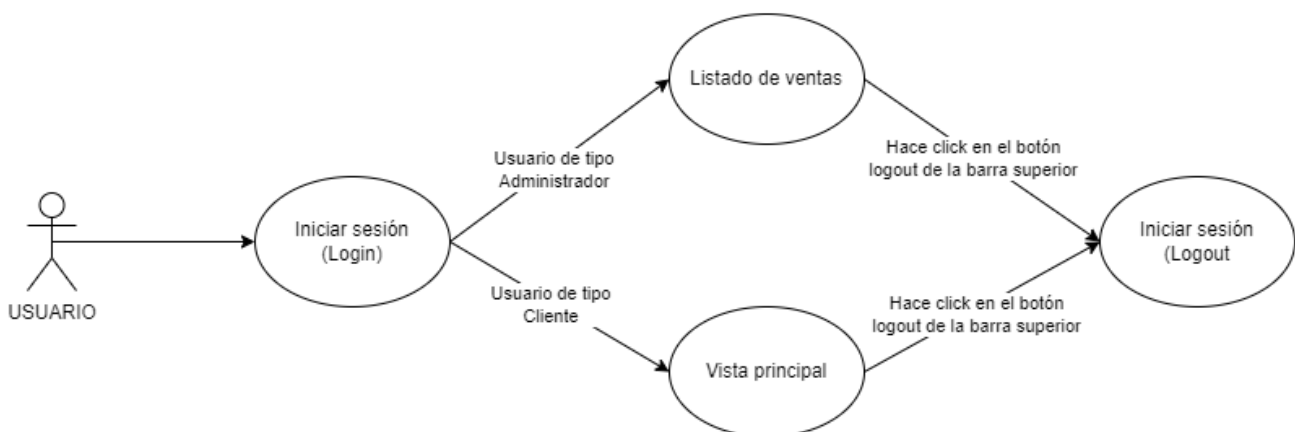 Listado de ventas
Hace click en el botón
logout de la barra superior
Usuario de tipo
Administrador
USUARIO
Iniciar sesión
(Login)
Iniciar sesión
(Logout
Usuario de tipo
Cliente
Hace click en el botón
logout de la barra superior
Vista principal